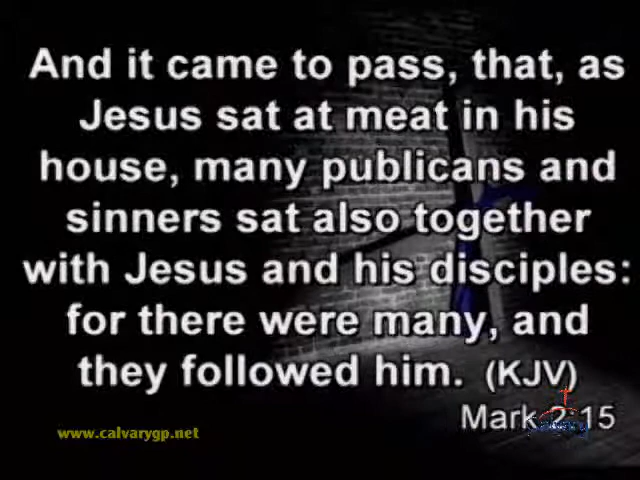 And it came to pass, that, as
Jesus sat at meat in his
house, many publicans and
sinners sat also together
with Jesus and his disciples:
for there were many, and
they followed him. (KJV)
Mark 2:15
www.calvarygp.net